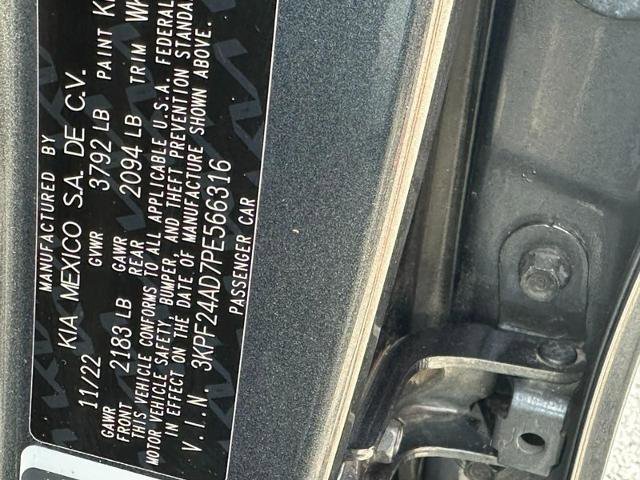 MANUFACTURED BY
KIA MEXICO S.A. DE C.V.
11/22 GVWR 3792 LB PAINT
GAWR FRONT 2183 LB GAWR REAR 2094 LB TRIM
THIS VEHICLE CONFORMS TO ALL APPLICABLE U.S.A. FEDERAL
MOTOR VEHICLE SAFETY, BUMPER, AND THEFT PREVENTION STANDARD
IN EFFECT ON THE DATE OF MANUFACTURE SHOWN ABOVE.
V.I.N. 3KPF24AD7PE566316
PASSENGER CAR